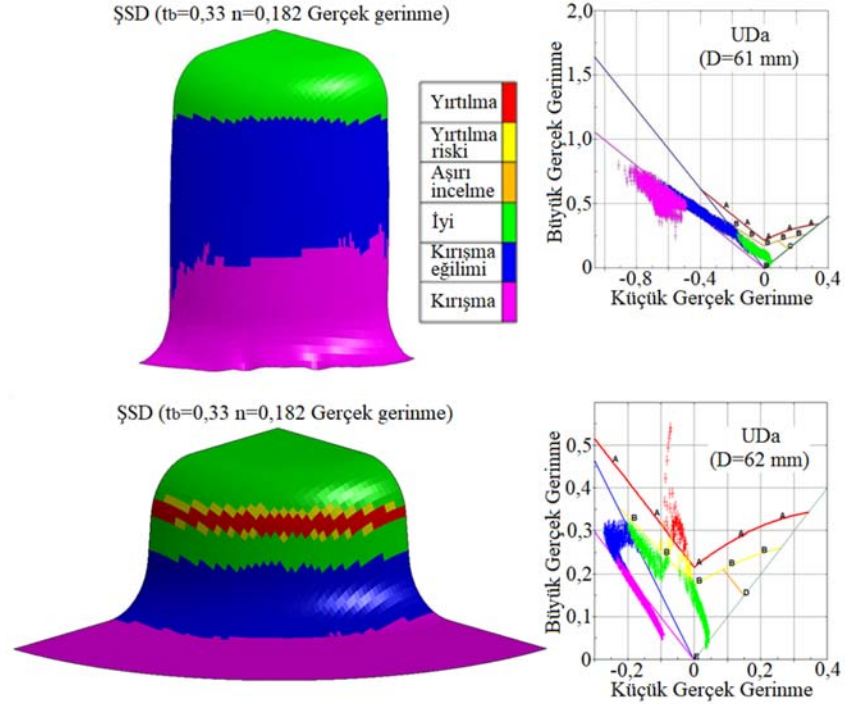 ŞSD (tb=0,33 n=0,182 Gerçek gerinme)
Yırtılma
Yırtılma
riski
Aşırı
incelme
İyi
Kırışma
eğilimi
Kırışma
2,0
1,5
1.0
0.5
0
-0,8
-0,4
0
0,4
Büyük Gerçek Gerinme
Küçük Gerçek Gerinme
UDa
(D=61 mm)
A
A
A
A
B
B
B
B
B
C
ŞSD (tb=0,33 n=0,182 Gerçek gerinme)
0,5
0,4
0,3
0,2
0,1
0
-0,2
0
0,2
0,4
Büyük Gerçek Gerinme
Küçük Gerçek Gerinme
UDa
(D=62 mm)
A
A
A
A
A
B
B
B
B
B
D